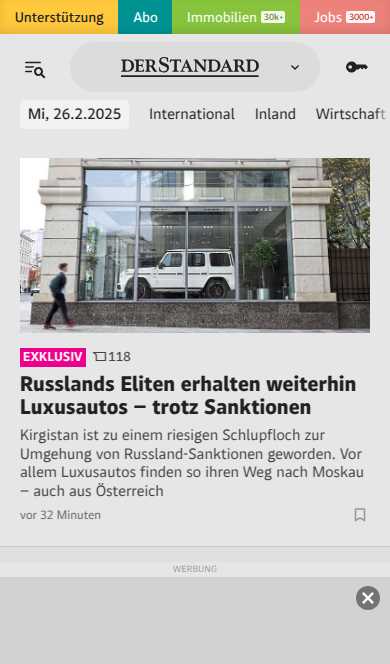 Unterstützung Abo Immobilien 30k+ Jobs 3000+
DERSTANDARD
Mi, 26.2.2025 International Inland Wirtschaft
EXKLUSIV 118
Russlands Eliten erhalten weiterhin
Luxusautos – trotz Sanktionen
Kirgistan ist zu einem riesigen Schlupfloch zur
Umgehung von Russland-Sanktionen geworden. Vor
allem Luxusautos finden so ihren Weg nach Moskau
– auch aus Österreich
vor 32 Minuten
WERBUNG